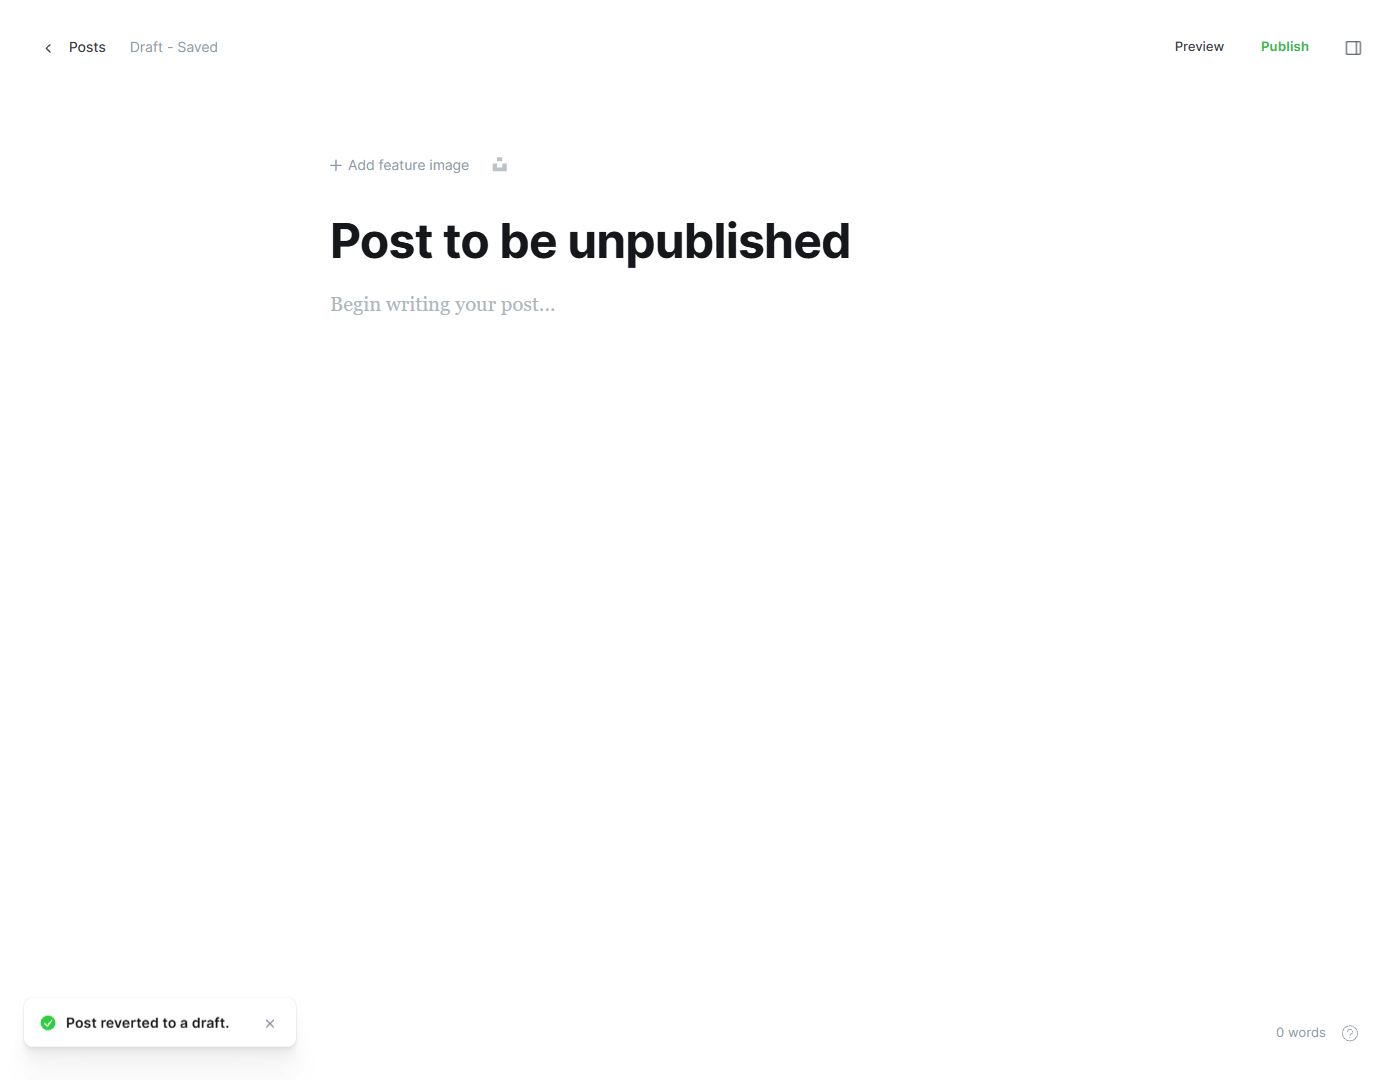 Posts
Draft - Saved
Preview
Publish
Add feature image
Post to be unpublished
Begin writing your post...
Post reverted to a draft.
0 words